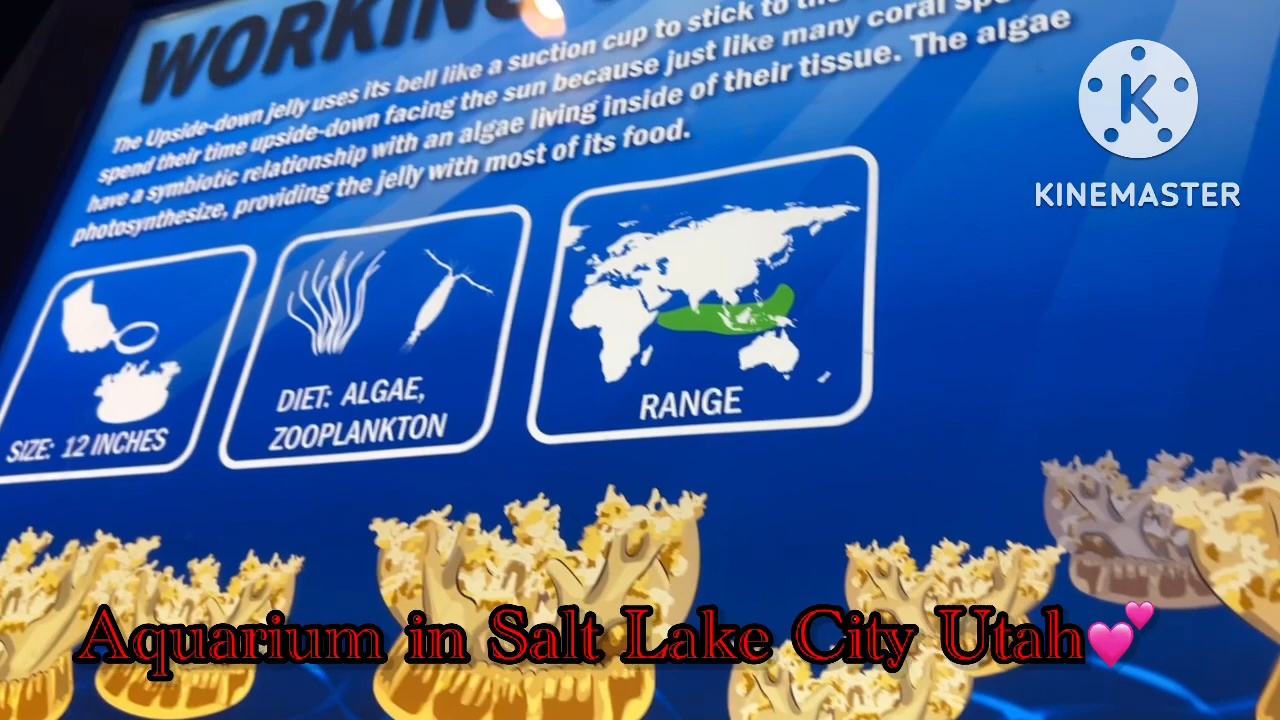 WORKING
The Upside-down jelly uses its bell like a suction cup to stick to the
spend their time upside-down facing the sun because just like many coral
have a symbiotic relationship with an algae living inside of their tissue. The algae
photosynthesize, providing the jelly with most of its food.
SIZE: 12 INCHES
DIET: ALGAE,
ZOOPLANKTON
RANGE
K
KINEMASTER
Aquarium in Salt Lake City Utah💕